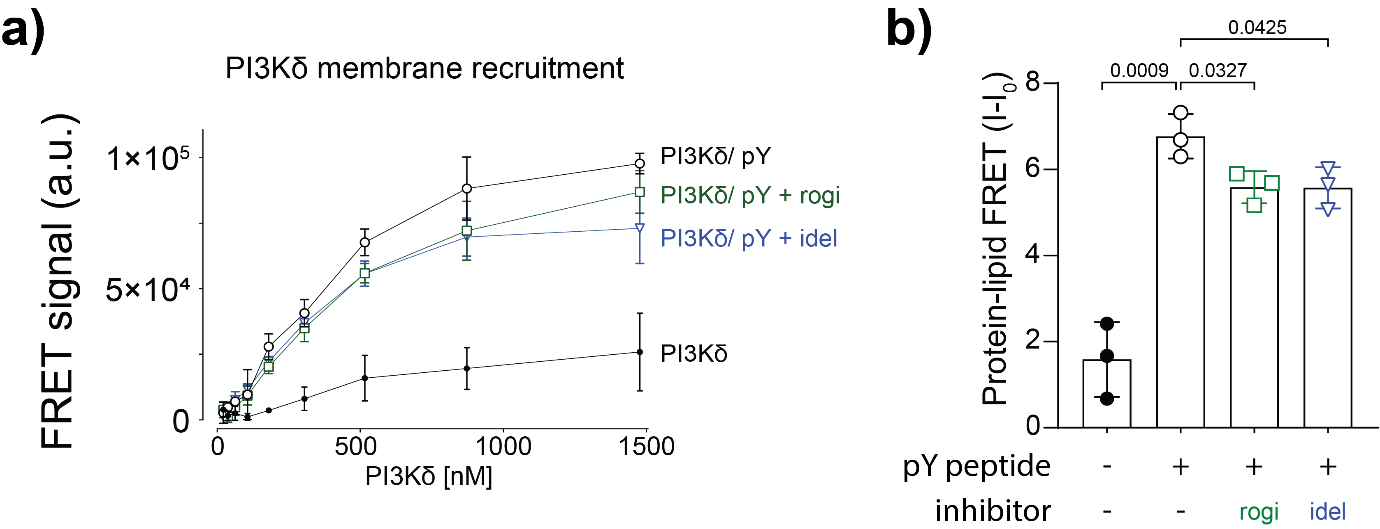 a)
PI3Kδ membrane recruitment
FRET signal (a.u.)
1×10⁵
5×10⁴
0
0 500 1000 1500
PI3Kδ [nM]
PI3Kδ/ pY
PI3Kδ/ pY + rogi
PI3Kδ/ pY + idel
PI3Kδ
b)
0.0425
0.0009 0.0327
Protein-lipid FRET (I-I₀)
8
6
4
2
0
pY peptide - + + +
inhibitor - - rogi idel